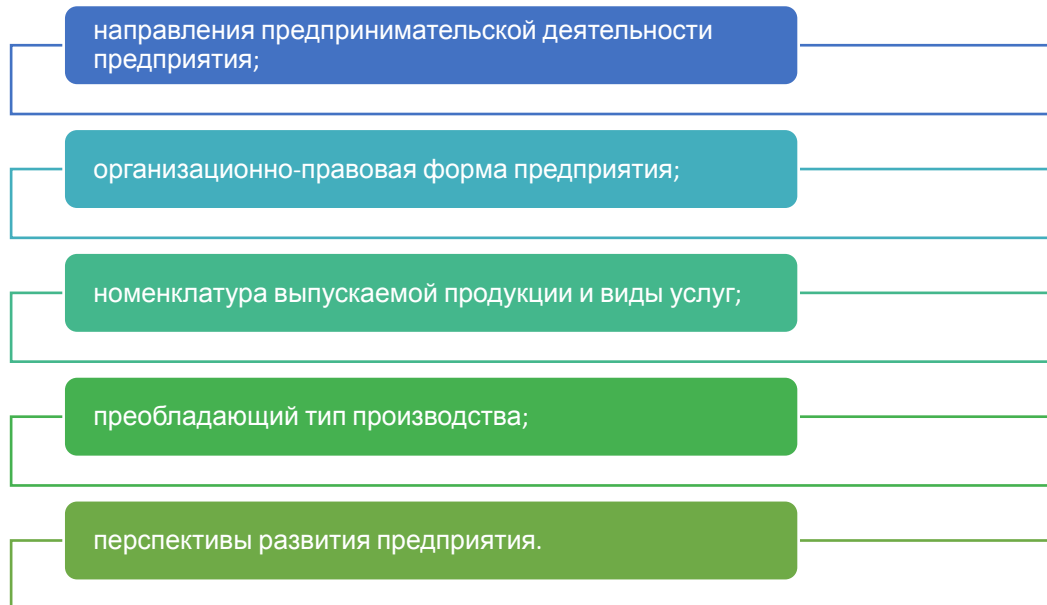 направления предпринимательской деятельности
предприятия;
организационно-правовая форма предприятия;
номенклатура выпускаемой продукции и виды услуг;
преобладающий тип производства;
перспективы развития предприятия.